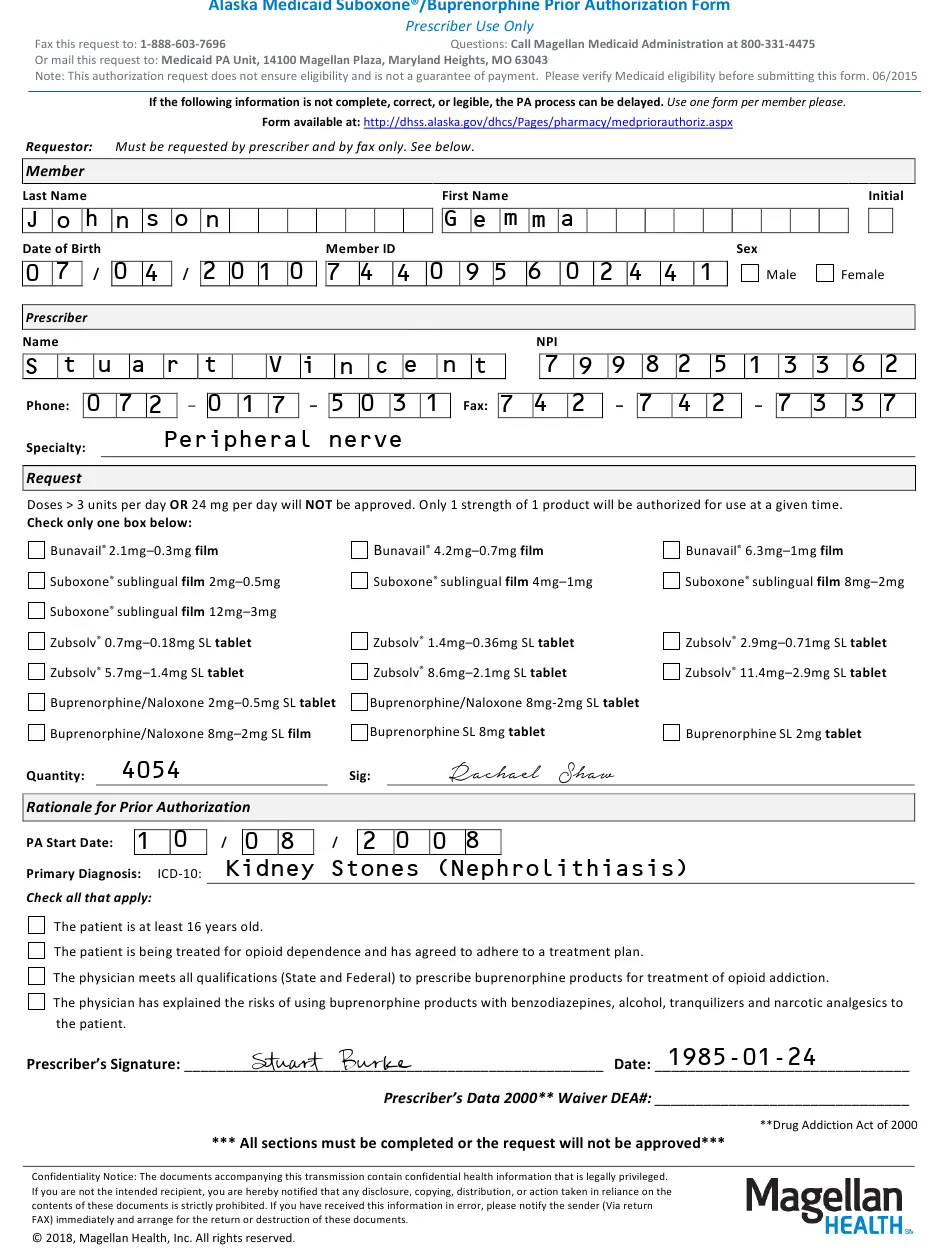 Alaska Medicaid Suboxone®/Buprenorphine Prior Authorization Form
Prescriber Use Only
Fax this request to: 1-888-603-7696 Questions: Call Magellan Medicaid Administration at 800-331-4475
Or mail this request to: Medicaid PA Unit, 14100 Magellan Plaza, Maryland Heights, MO 63043
Note: This authorization request does not ensure eligibility and is not a guarantee of payment. Please verify Medicaid eligibility before submitting this form. 06/2015
If the following information is not complete, correct, or legible, the PA process can be delayed. Use one form per member please.
Form available at: http://dhss.alaska.gov/dhcs/Pages/pharmacy/medpriorauthoriz.aspx
Requestor: Must be requested by prescriber and by fax only. See below.
Member
Last Name First Name Initial
Johnson Gemma
Date of Birth Member ID Sex
07 / 04 / 2010 744095602441 Male Female
Prescriber
Name NPI
Stuart Vincent 79982513362
Phone: 072 – 017 – 5031 Fax: 742 – 742 – 7337
Specialty: Peripheral nerve
Request
Doses > 3 units per day OR 24 mg per day will NOT be approved. Only 1 strength of 1 product will be authorized for use at a given time.
Check only one box below:
Bunavail® 2.1mg–0.3mg film Bunavail® 4.2mg–0.7mg film Bunavail® 6.3mg–1mg film
Suboxone® sublingual film 2mg–0.5mg Suboxone® sublingual film 4mg–1mg Suboxone® sublingual film 8mg–2mg
Suboxone® sublingual film 12mg–3mg
Zubsolv® 0.7mg–0.18mg SL tablet Zubsolv® 1.4mg–0.36mg SL tablet Zubsolv® 2.9mg–0.71mg SL tablet
Zubsolv® 5.7mg–1.4mg SL tablet Zubsolv® 8.6mg–2.1mg SL tablet Zubsolv® 11.4mg–2.9mg SL tablet
Buprenorphine/Naloxone 2mg–0.5mg SL tablet Buprenorphine/Naloxone 8mg-2mg SL tablet
Buprenorphine/Naloxone 8mg–2mg SL film Buprenorphine SL 8mg tablet Buprenorphine SL 2mg tablet
Quantity: 4054 Sig: Rachael Shaw
Rationale for Prior Authorization
PA Start Date: 10 / 08 / 2008
Primary Diagnosis: ICD-10: Kidney Stones (Nephrolithiasis)
Check all that apply:
The patient is at least 16 years old.
The patient is being treated for opioid dependence and has agreed to adhere to a treatment plan.
The physician meets all qualifications (State and Federal) to prescribe buprenorphine products for treatment of opioid addiction.
The physician has explained the risks of using buprenorphine products with benzodiazepines, alcohol, tranquilizers and narcotic analgesics to
the patient.
Prescriber's Signature: Stuart Burke Date: 1985-01-24
Prescriber's Data 2000** Waiver DEA#:
**Drug Addiction Act of 2000
*** All sections must be completed or the request will not be approved***
Confidentiality Notice: The documents accompanying this transmission contain confidential health information that is legally privileged.
If you are not the intended recipient, you are hereby notified that any disclosure, copying, distribution, or action taken in reliance on the
contents of these documents is strictly prohibited. If you have received this information in error, please notify the sender (Via return
FAX) immediately and arrange for the return or destruction of these documents.
© 2018, Magellan Health, Inc. All rights reserved.
Magellan
HEALTH